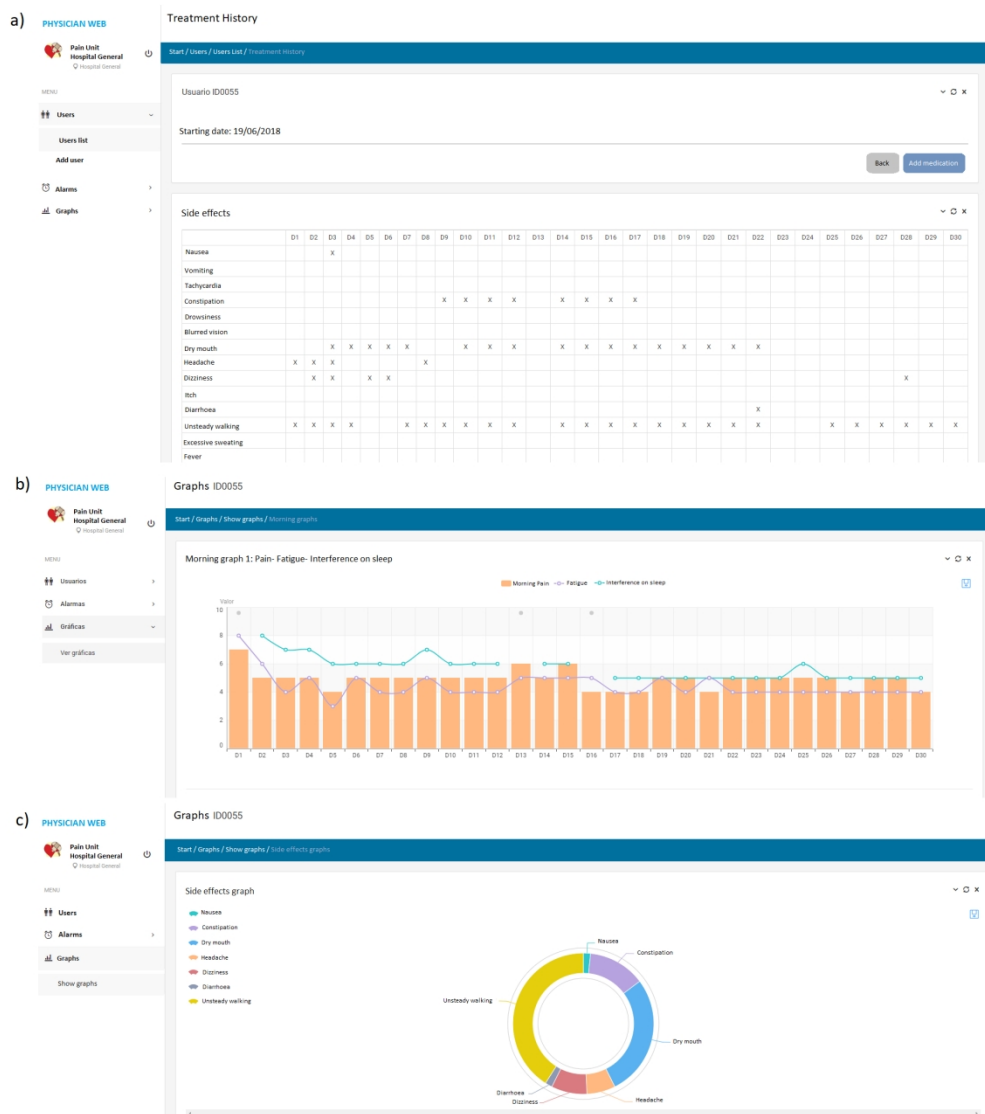 a)
PHYSICIAN WEB
Pain Unit
Hospital General
Hospital General
MENU
Users
Users list
Add user
Alarms
Graphs
Treatment History
Start / Users / Users List / Treatment History
Usuario ID0055
Starting date: 19/06/2018
Back Add medication
Side effects
D1 D2 D3 D4 D5 D6 D7 D8 D9 D10 D11 D12 D13 D14 D15 D16 D17 D18 D19 D20 D21 D22 D23 D24 D25 D26 D27 D28 D29 D30
Nausea X
Vomiting
Tachycardia
Constipation X X X X X X X X
Drowsiness
Blurred vision
Dry mouth X X X X X X X X X X X X X X X X X
Headache X X X X
Dizziness X X X X X
Itch
Diarrhoea X
Unsteady walking X X X X X X X X X X X X X X X X X X X X X X X X X
Excessive sweating
Fever
b)
PHYSICIAN WEB
Pain Unit
Hospital General
Hospital General
MENU
Usuarios
Alarmas
Gráficas
Ver gráficas
Graphs ID0055
Start / Graphs / Show graphs / Morning graphs
Morning graph 1: Pain- Fatigue- Interference on sleep
Morning Pain Fatigue Interference on sleep
Valor
10
8
6
4
2
0
D1 D2 D3 D4 D5 D6 D7 D8 D9 D10 D11 D12 D13 D14 D15 D16 D17 D18 D19 D20 D21 D22 D23 D24 D25 D26 D27 D28 D29 D30
c)
PHYSICIAN WEB
Pain Unit
Hospital General
Hospital General
MENU
Users
Alarms
Graphs
Show graphs
Graphs ID0055
Start / Graphs / Show graphs / Side effects graphs
Side effects graph
Nausea
Constipation
Dry mouth
Headache
Dizziness
Diarrhoea
Unsteady walking
Nausea
Constipation
Unsteady walking
Dry mouth
Diarrhoea
Dizziness
Headache